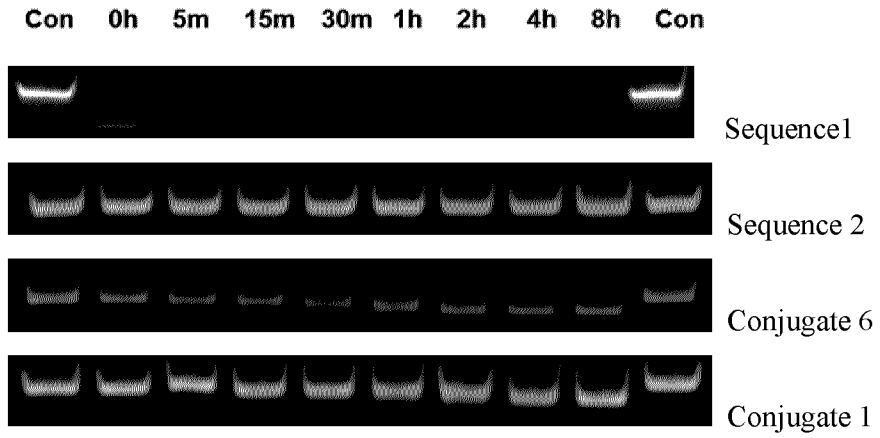 Con 0h 5m 15m 30m 1h 2h 4h 8h Con
Sequence1
Sequence 2
Conjugate 6
Conjugate 1